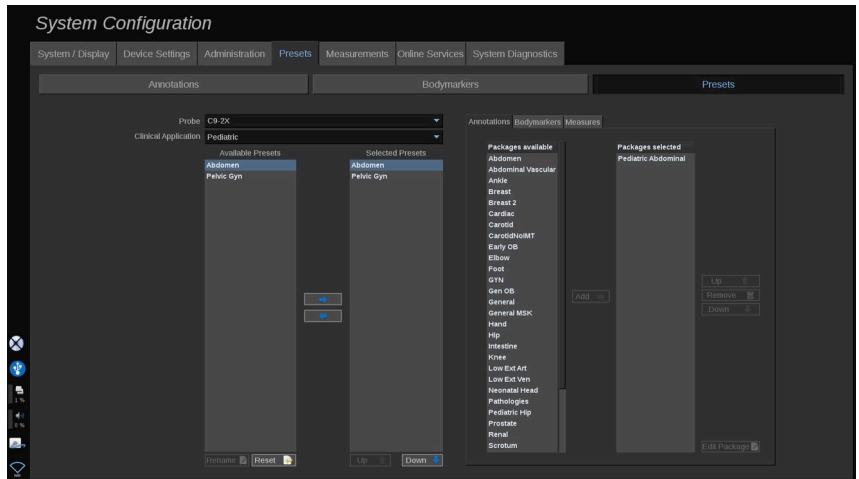 System Configuration
System / Display Device Settings Administration Presets Measurements Online Services System Diagnostics
Annotations Bodymarkers Presets
Probe C9-2X
Clinical Application Pediatric
Available Presets
Abdomen
Pelvic Gyn
Selected Presets
Abdomen
Pelvic Gyn
Rename Reset
Up Down
Annotations Bodymarkers Measures
Packages available
Abdomen
Abdominal Vascular
Ankle
Breast
Breast 2
Cardiac
Carotid
CarotidNoIMT
Early OB
Elbow
Foot
GYN
Gen OB
General
General MSK
Hand
Hip
Intestine
Knee
Low Ext Art
Low Ext Ven
Neonatal Head
Pathologies
Pediatric Hip
Prostate
Renal
Scrotum
Add
Packages selected
Pediatric Abdominal
Up
Remove
Down
Edit Package
1 %
0 %